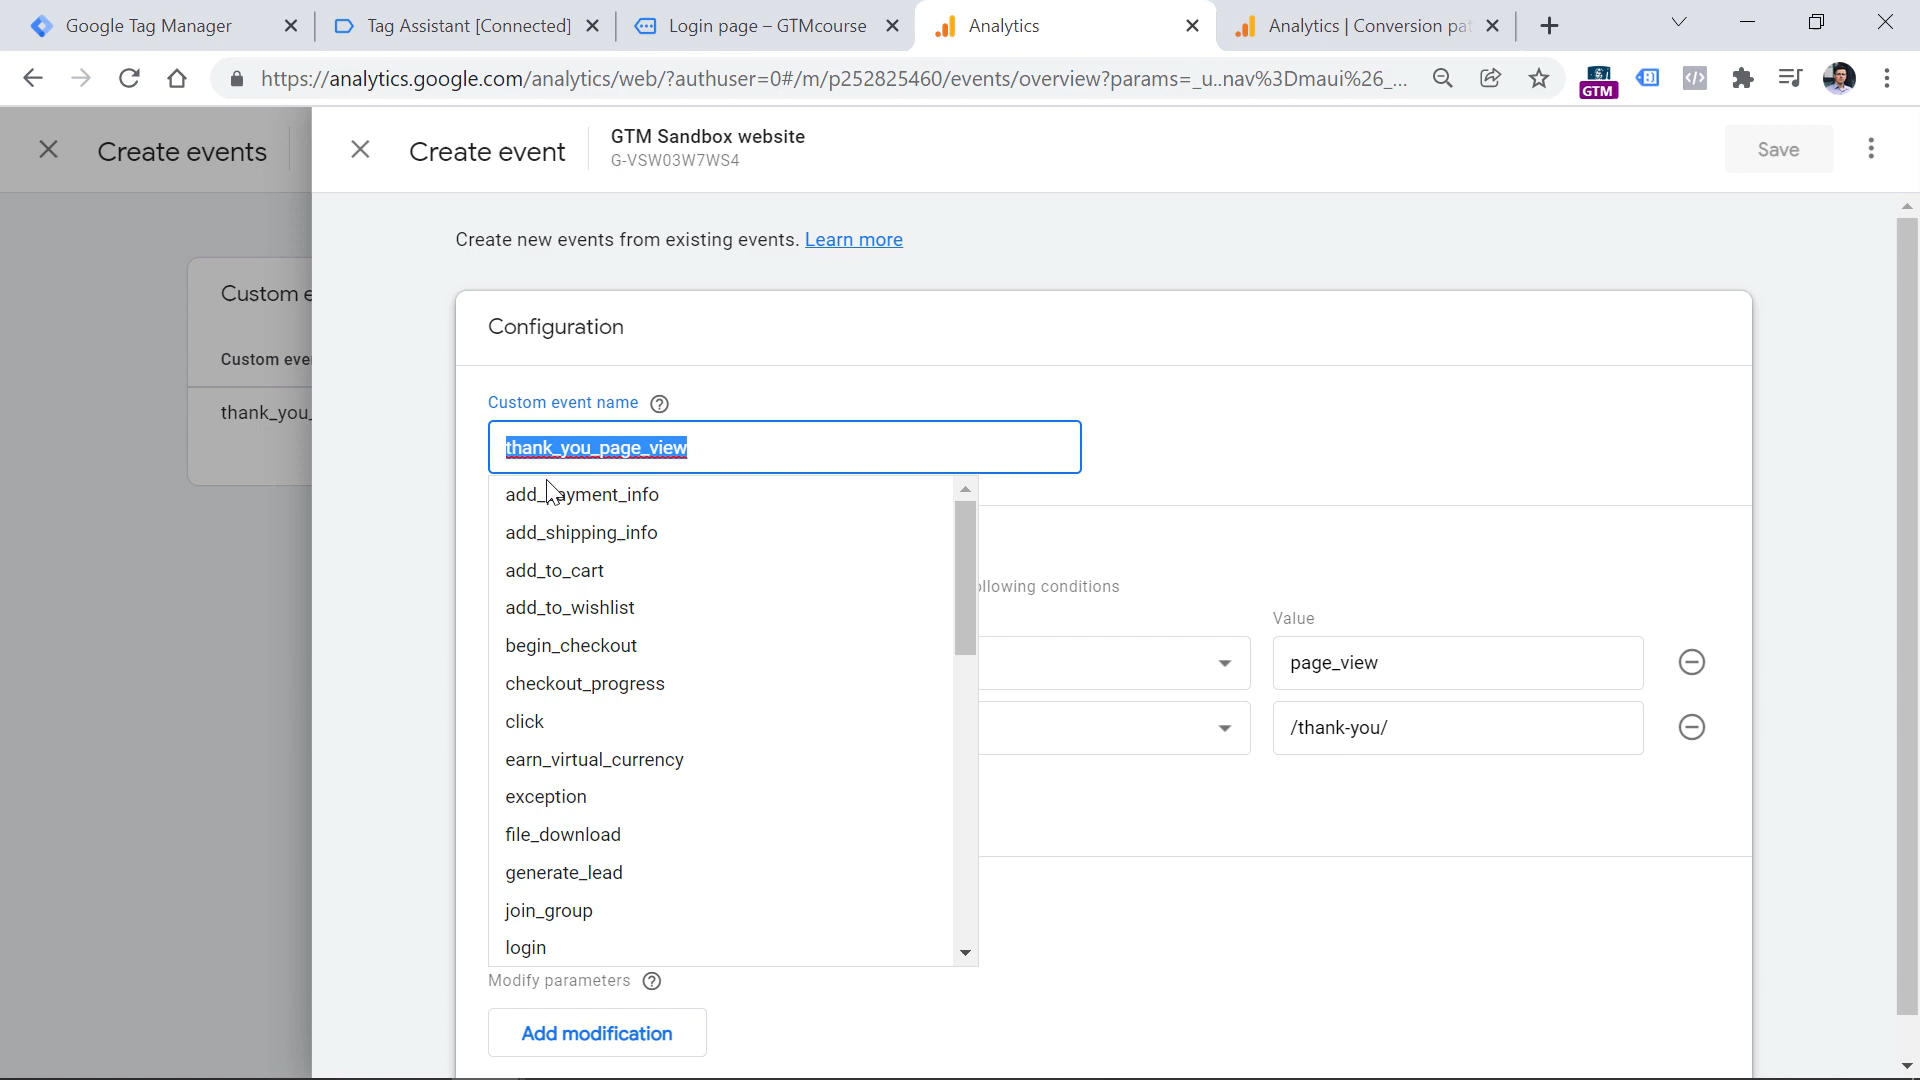 Google Tag Manager
Tag Assistant [Connected]
Login page – GTMcourse
Analytics
Analytics | Conversion pat
https://analytics.google.com/analytics/web/?authuser=0#/m/p252825460/events/overview?params=_u..nav%3Dmaui%26_...
GTM
Create events
Create event
GTM Sandbox website
G-VSW03W7WS4
Save
Create new events from existing events. Learn more
Custom e
Custom eve
thank_you_
Configuration
Custom event name
thank_you_page_view
add_payment_info
add_shipping_info
add_to_cart
add_to_wishlist
begin_checkout
checkout_progress
click
earn_virtual_currency
exception
file_download
generate_lead
join_group
login
ollowing conditions
Value
page_view
/thank-you/
Modify parameters
Add modification